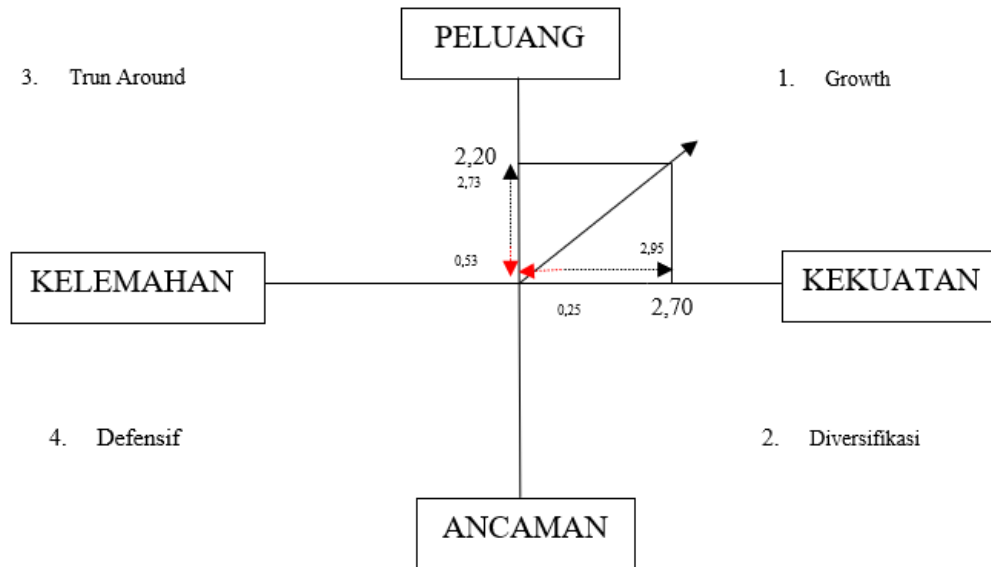 PELUANG
3. Trun Around
1. Growth
2,20
2,73
0,53
2,95
KELEMAHAN
KEKUATAN
0,25
2,70
4. Defensif
2. Diversifikasi
ANCAMAN